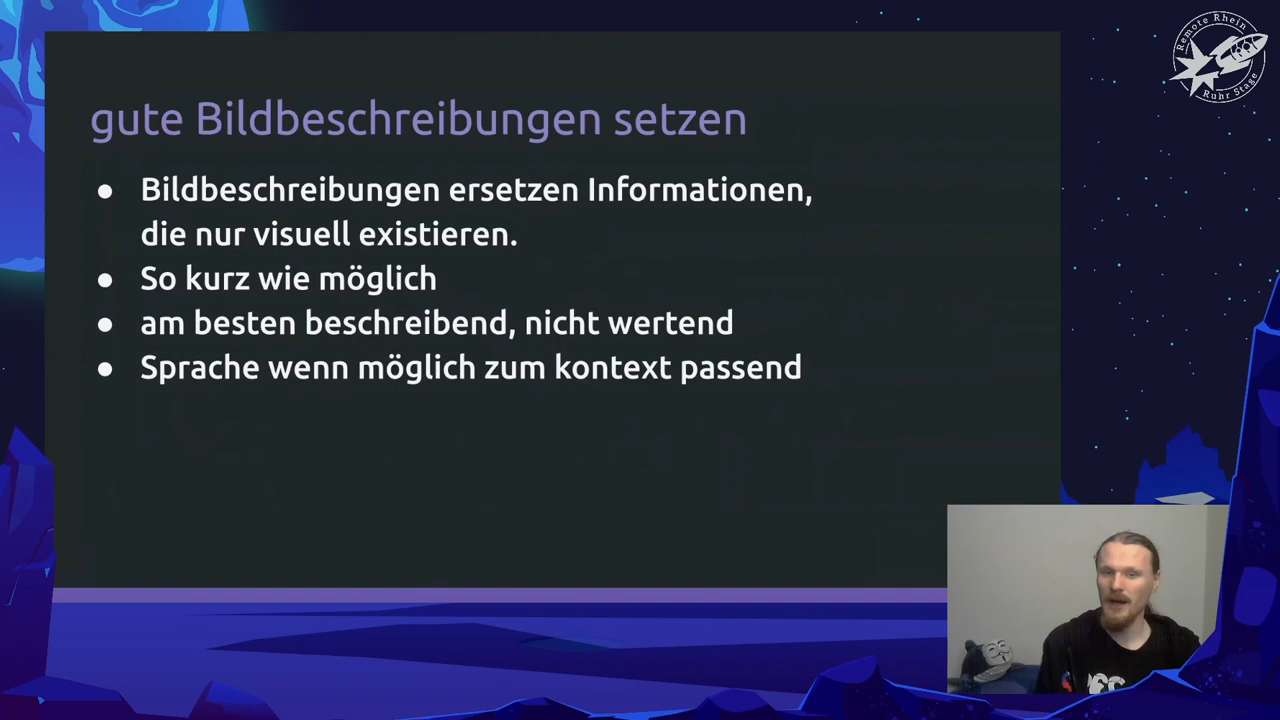 Remote Rhein
Ruhr Stage
gute Bildbeschreibungen setzen
● Bildbeschreibungen ersetzen Informationen,
die nur visuell existieren.
● So kurz wie möglich
● am besten beschreibend, nicht wertend
● Sprache wenn möglich zum kontext passend